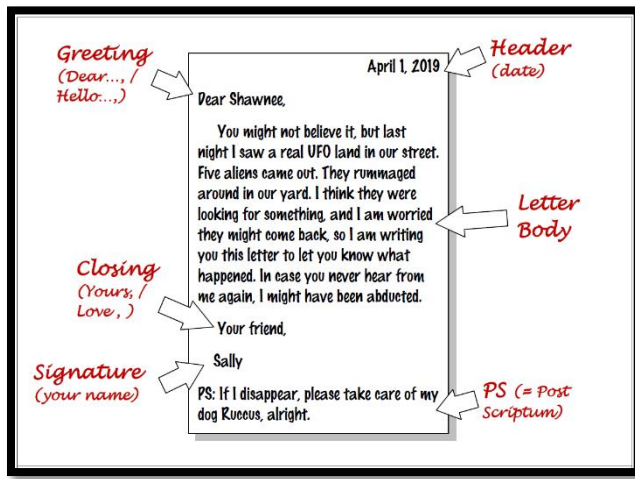 Greeting
(Dear..., /
Hello...,)
Header
(date)
April 1, 2019
Dear Shawnee,
You might not believe it, but last
night I saw a real UFO land in our street.
Five aliens came out. They rummaged
around in our yard. I think they were
looking for something, and I am worried
they might come back, so I am writing
you this letter to let you know what
happened. In case you never hear from
me again, I might have been abducted.
Letter
Body
Closing
(Yours, /
Love , )
Your friend,
Signature
(your name)
Sally
PS: If I disappear, please take care of my
dog Ruccus, alright.
PS (= Post
Scriptum)